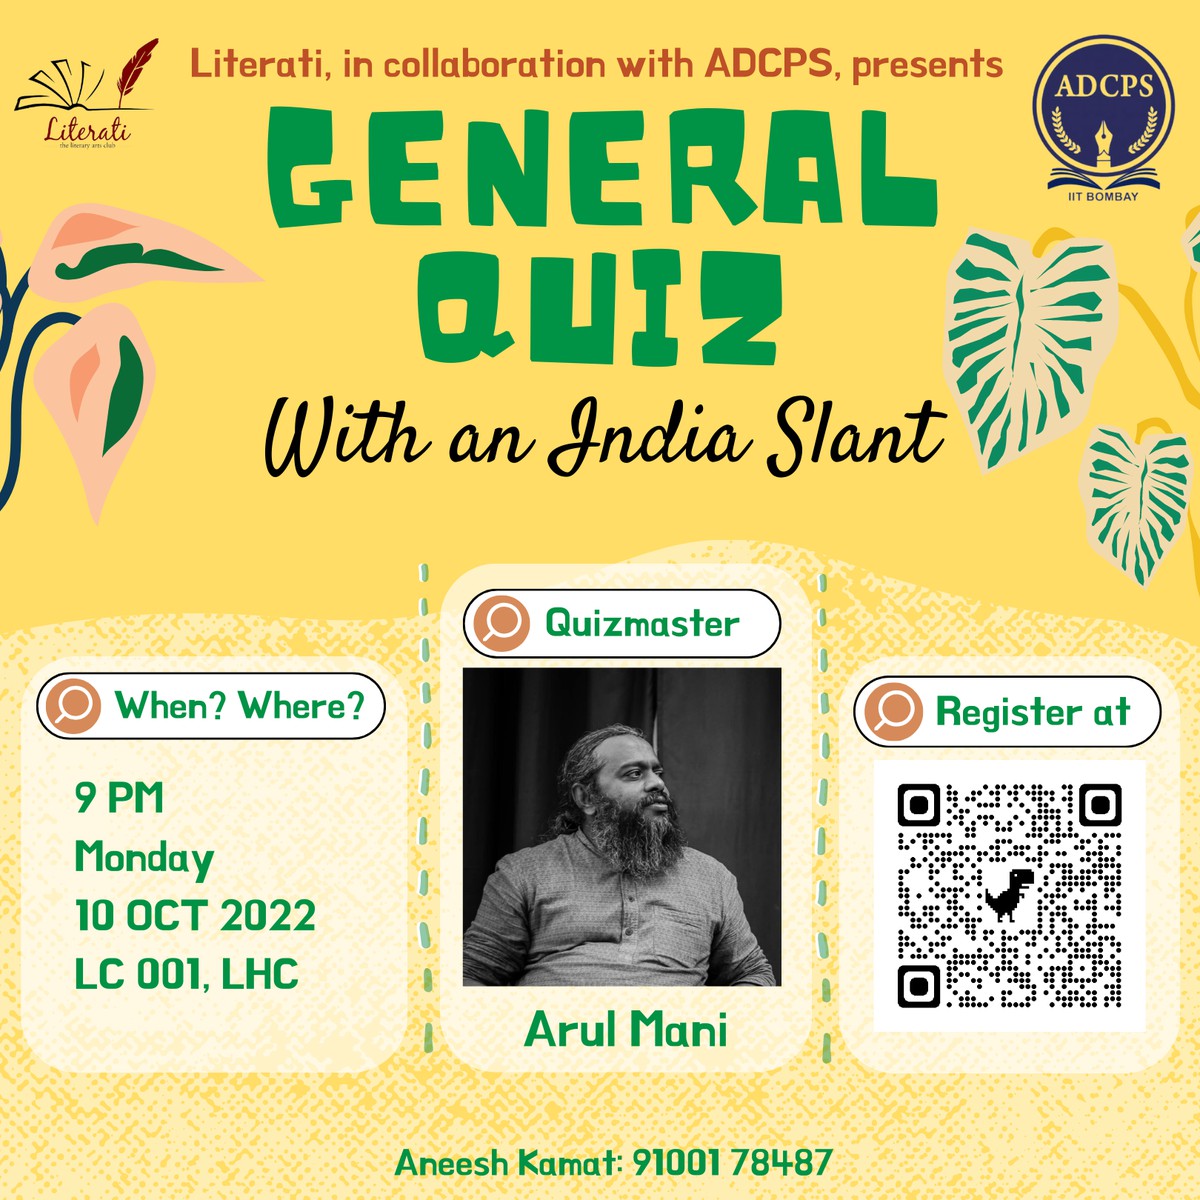 Literati, in collaboration with ADCPS, presents
Literati
the literary arts club
ADCPS
IIT BOMBAY
GENERAL
QUIZ
With an India Slant
When? Where?
9 PM
Monday
10 OCT 2022
LC 001, LHC
Quizmaster
Arul Mani
Register at
Aneesh Kamat: 91001 78487